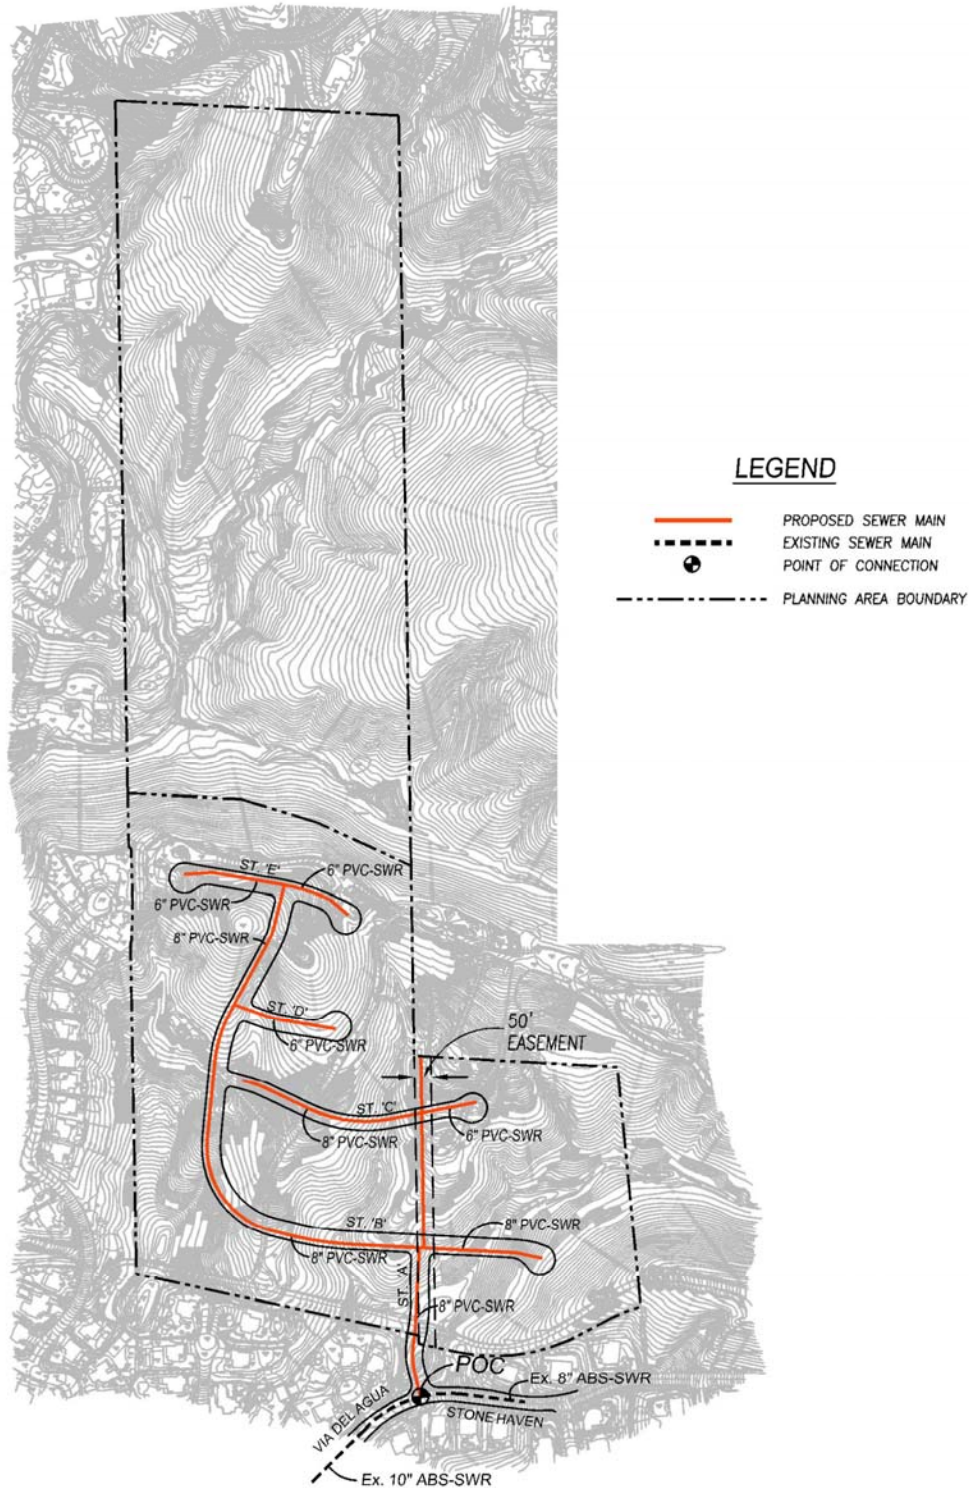 LEGEND
PROPOSED SEWER MAIN
EXISTING SEWER MAIN
POINT OF CONNECTION
PLANNING AREA BOUNDARY
ST. 'E'
6" PVC-SWR
6" PVC-SWR
8" PVC-SWR
ST. 'D'
6" PVC-SWR
50'
EASEMENT
ST. 'C'
8" PVC-SWR
6" PVC-SWR
ST. 'B'
8" PVC-SWR
8" PVC-SWR
ST. 'A'
8" PVC-SWR
POC
Ex. 8" ABS-SWR
VIA DEL AGUA
STONE HAVEN
Ex. 10" ABS-SWR